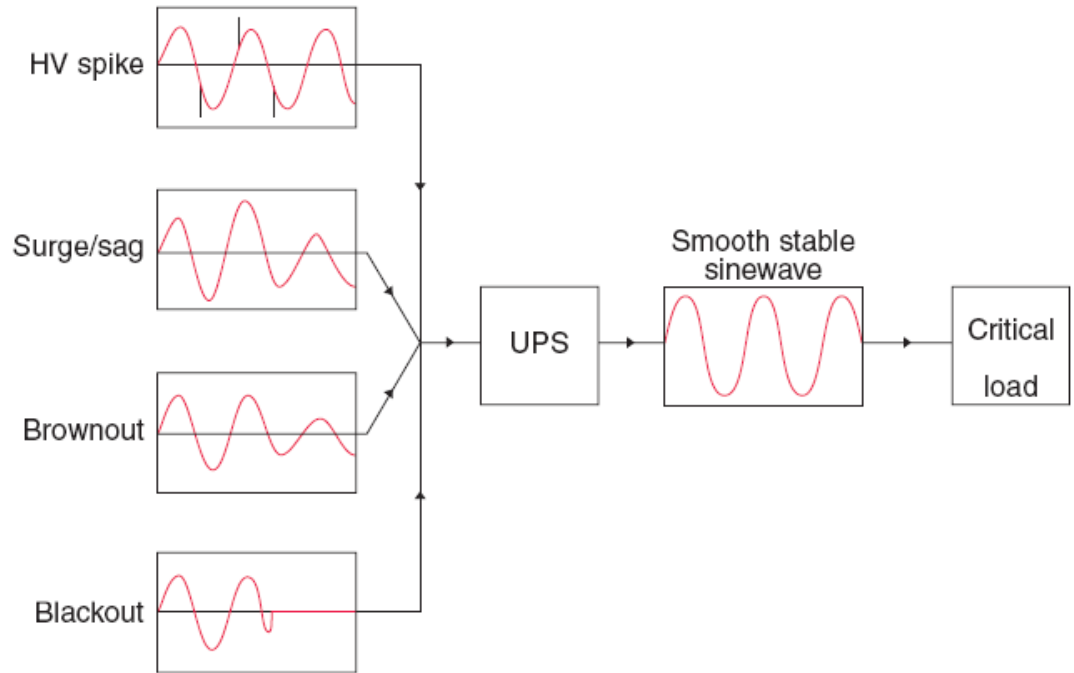 HV spike
Surge/sag
Brownout
Blackout
UPS
Smooth stable
sinewave
Critical
load